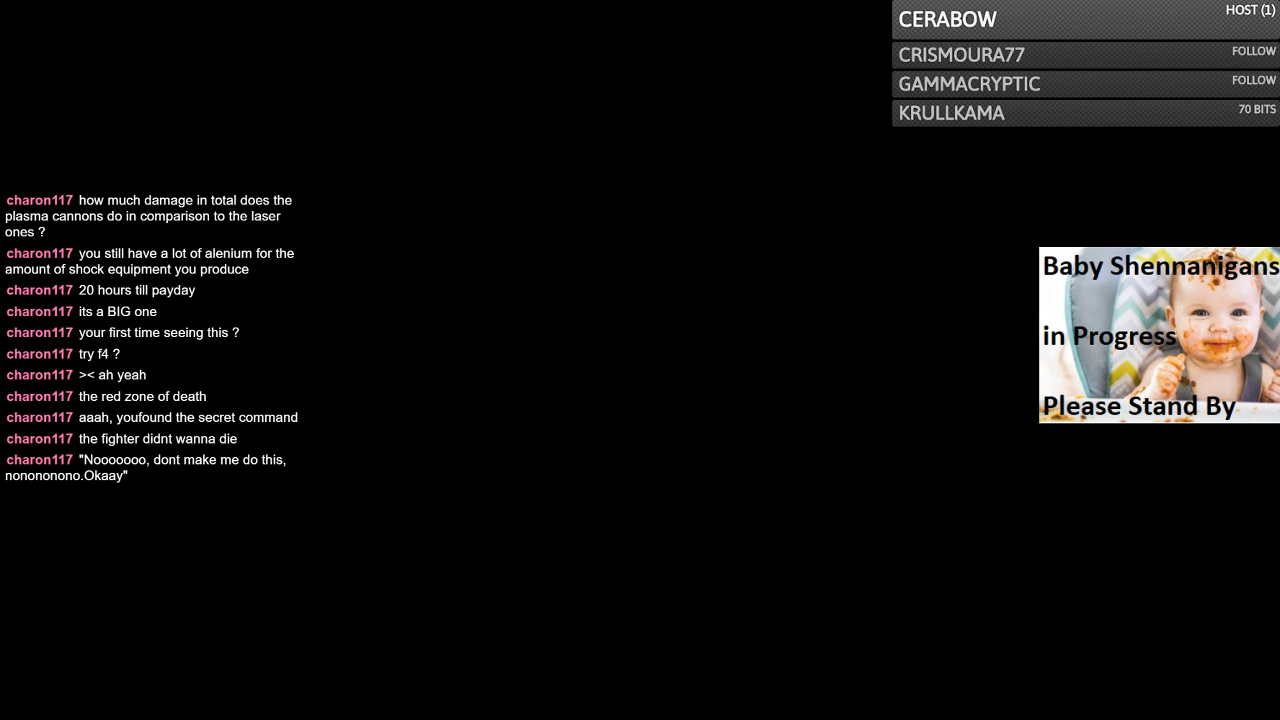 CERABOW HOST (1)
CRISMOURA77 FOLLOW
GAMMACRYPTIC FOLLOW
KRULLKAMA 70 BITS
charon117 how much damage in total does the
plasma cannons do in comparison to the laser
ones ?
charon117 you still have a lot of alenium for the
amount of shock equipment you produce
charon117 20 hours till payday
charon117 its a BIG one
charon117 your first time seeing this ?
charon117 try f4 ?
charon117 >< ah yeah
charon117 the red zone of death
charon117 aaah, youfound the secret command
charon117 the fighter didnt wanna die
charon117 "Nooooooo, dont make me do this,
nonononono.Okaay"
Baby Shennanigans
in Progress
Please Stand By